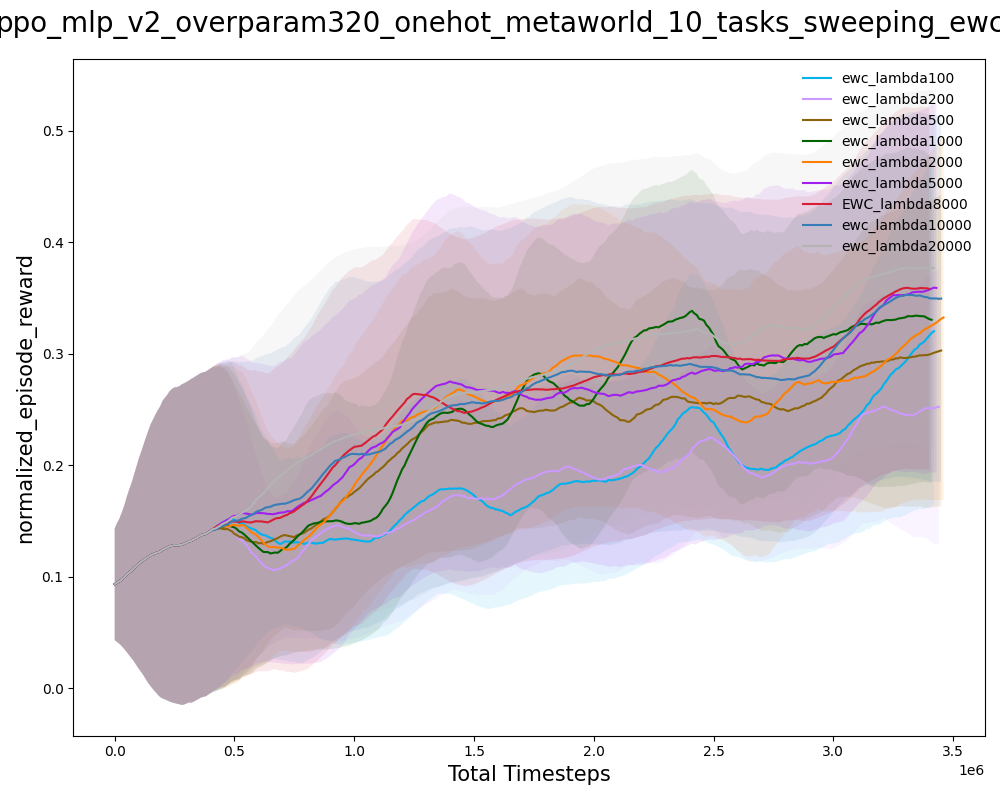 ppo_mlp_v2_overparam320_onehot_metaworld_10_tasks_sweeping_ewc
ewc_lambda100
ewc_lambda200
ewc_lambda500
ewc_lambda1000
ewc_lambda2000
ewc_lambda5000
EWC_lambda8000
ewc_lambda10000
ewc_lambda20000
normalized_episode_reward
0.5
0.4
0.3
0.2
0.1
0.0
0.0 0.5 1.0 1.5 2.0 2.5 3.0 3.5
1e6
Total Timesteps